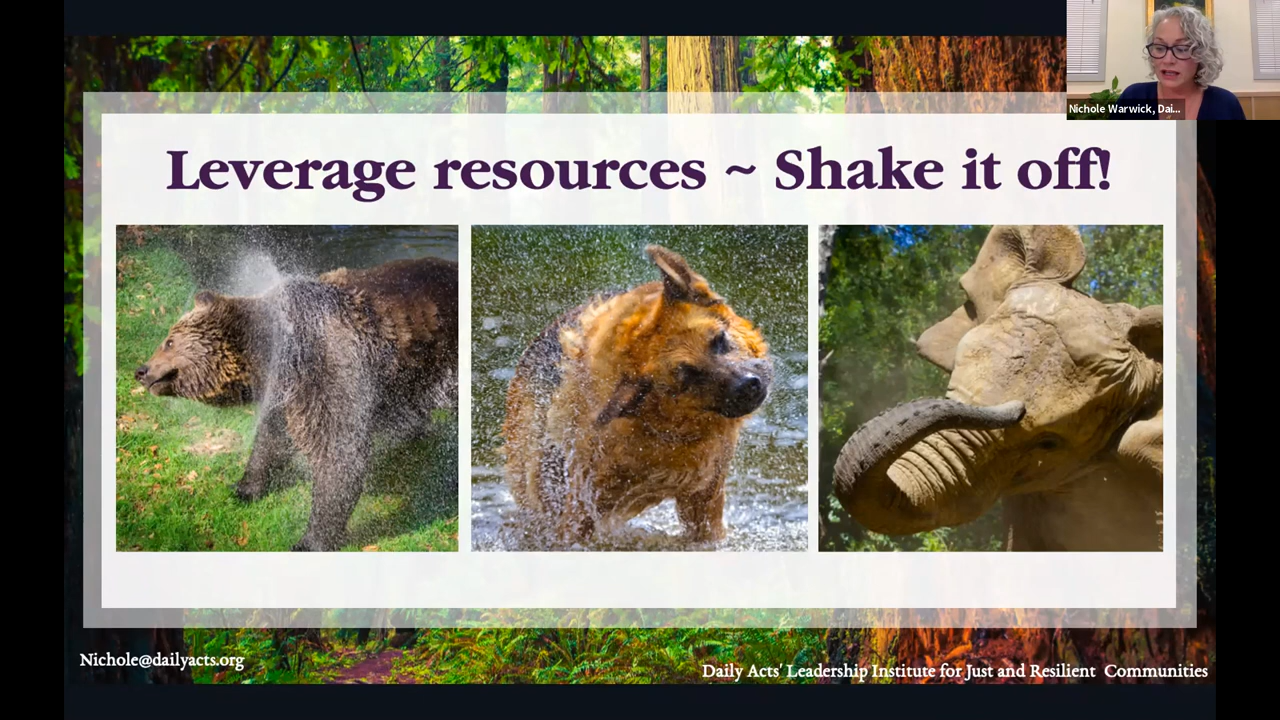 Nichole Warwick, Dai...
Leverage resources ~ Shake it off!
Nichole@dailyacts.org
Daily Acts' Leadership Institute for Just and Resilient Communities